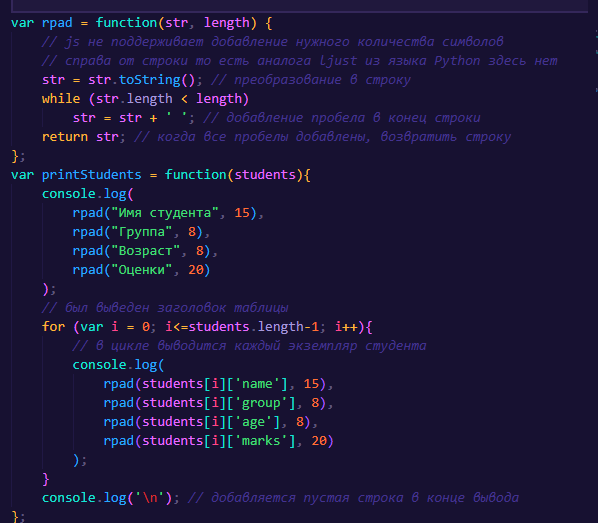 var rpad = function(str, length) {
    // js не поддерживает добавление нужного количества символов
    // справа от строки то есть аналога ljust из языка Python здесь нет
    str = str.toString(); // преобразование в строку
    while (str.length < length)
        str = str + ' '; // добавление пробела в конец строки
    return str; // когда все пробелы добавлены, возвратить строку
};
var printStudents = function(students){
    console.log(
        rpad("Имя студента", 15),
        rpad("Группа", 8),
        rpad("Возраст", 8),
        rpad("Оценки", 20)
    );
    // был выведен заголовок таблицы
    for (var i = 0; i<=students.length-1; i++){
        // в цикле выводится каждый экземпляр студента
        console.log(
            rpad(students[i]['name'], 15),
            rpad(students[i]['group'], 8),
            rpad(students[i]['age'], 8),
            rpad(students[i]['marks'], 20)
        );
    }
    console.log('\n'); // добавляется пустая строка в конце вывода
};